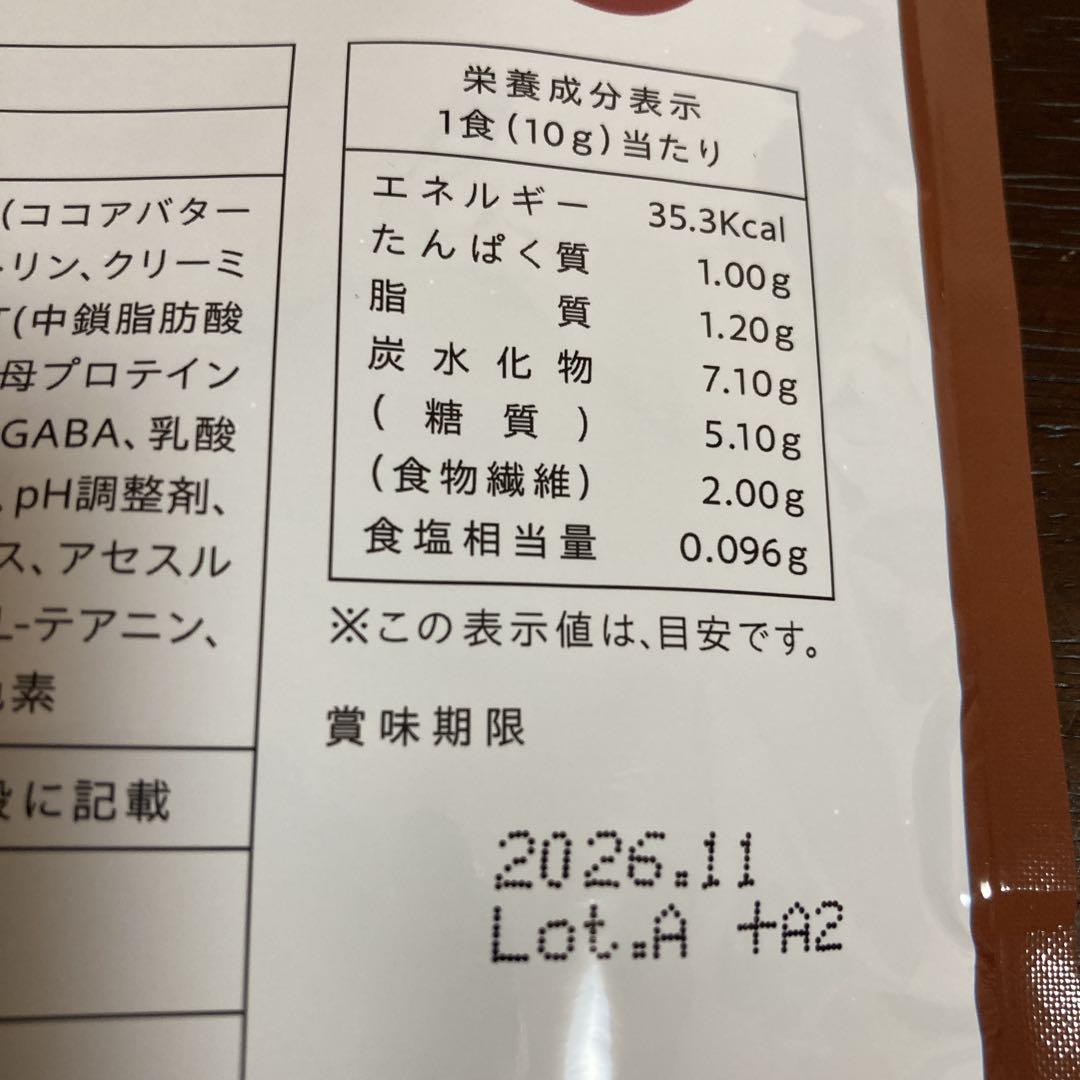 (ココアバター
リン、クリーミ
(中鎖脂肪酸
母プロテイン
GABA、乳酸
pH調整剤、
ス、アセスル
L-テアニン、
素
に記載
栄養成分表示
1食(10g)当たり
エネルギー 35.3Kcal
たんぱく質 1.00g
脂質 1.20g
炭水化物 7.10g
(糖質) 5.10g
(食物繊維) 2.00g
食塩相当量 0.096g
※この表示値は、目安です。
賞味期限
2026.11
Lot.A +A2